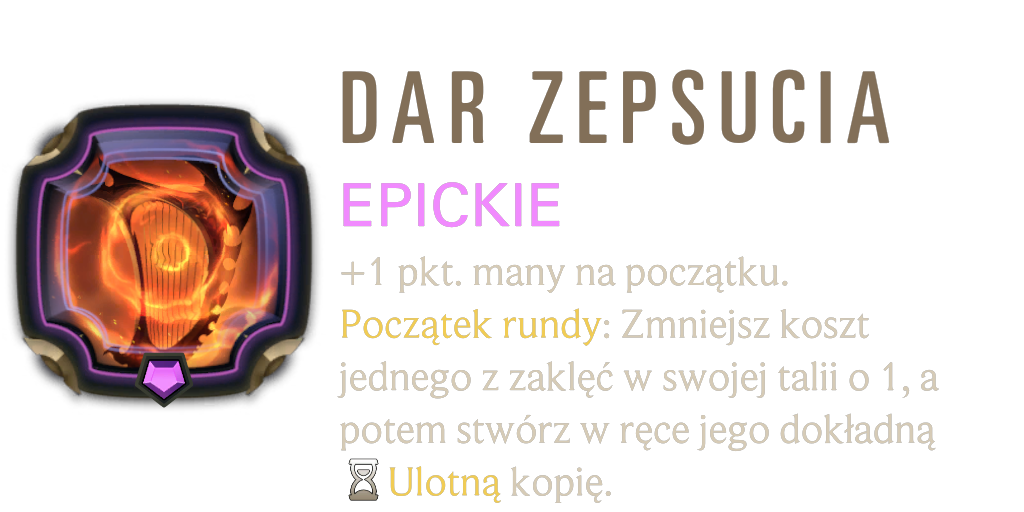 DAR ZEPSUCIA
EPICKIE
+1 pkt. many na początku.
Początek rundy: Zmniejsz koszt
jednego z zaklęć w swojej talii o 1, a
potem stwórz w ręce jego dokładną
Ulotną kopię.